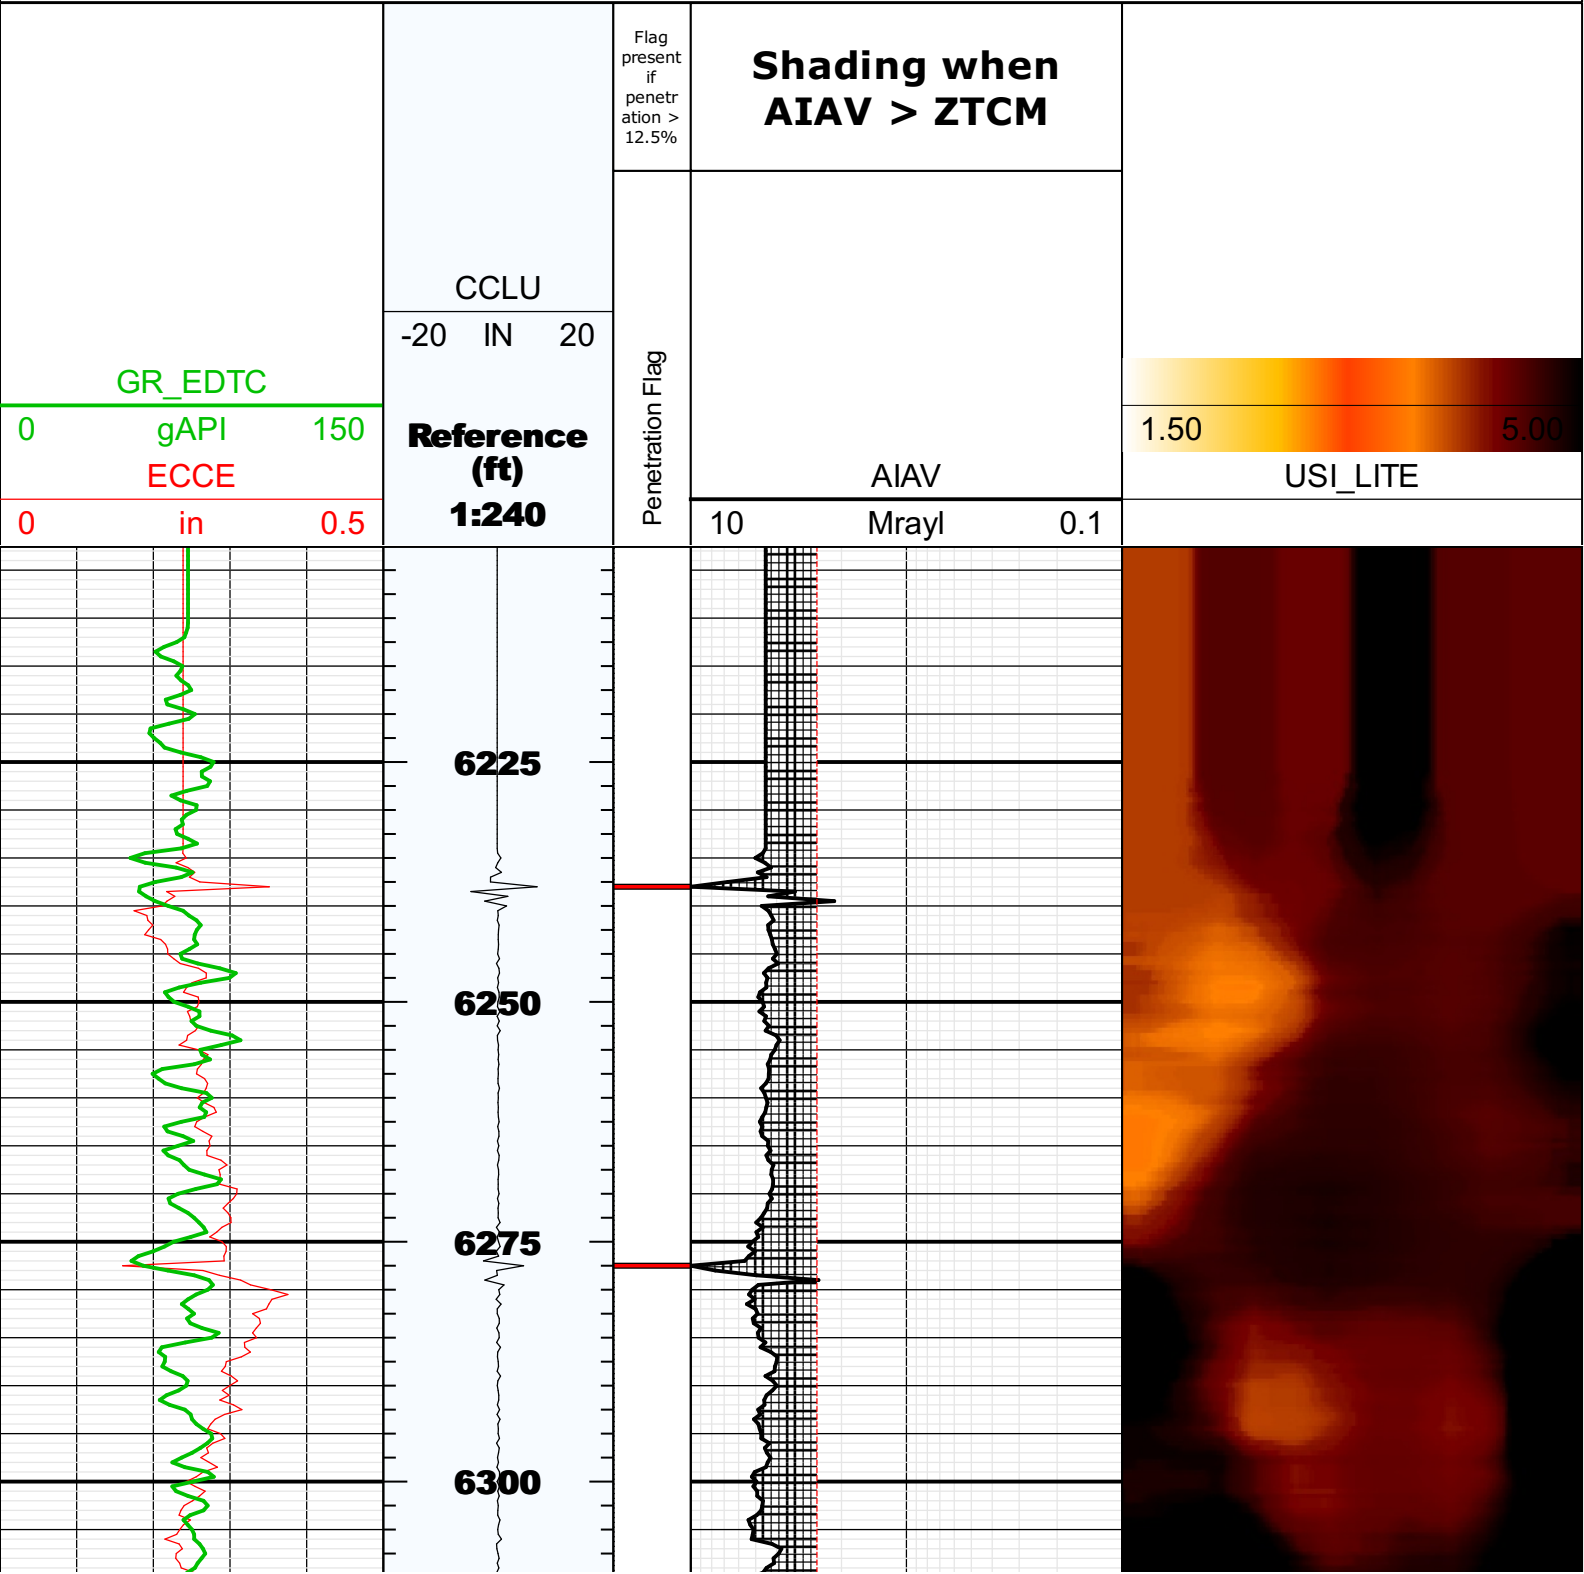 GR_EDTC
0 gAPI 150
ECCE
0 in 0.5
CCLU
-20 IN 20
Reference
(ft)
1:240
Flag
present
if
penetr
ation >
12.5%
Penetration Flag
Shading when
AIAV > ZTCM
AIAV
10 Mrayl 0.1
1.50 5.00
USI_LITE
6225
6250
6275
6300